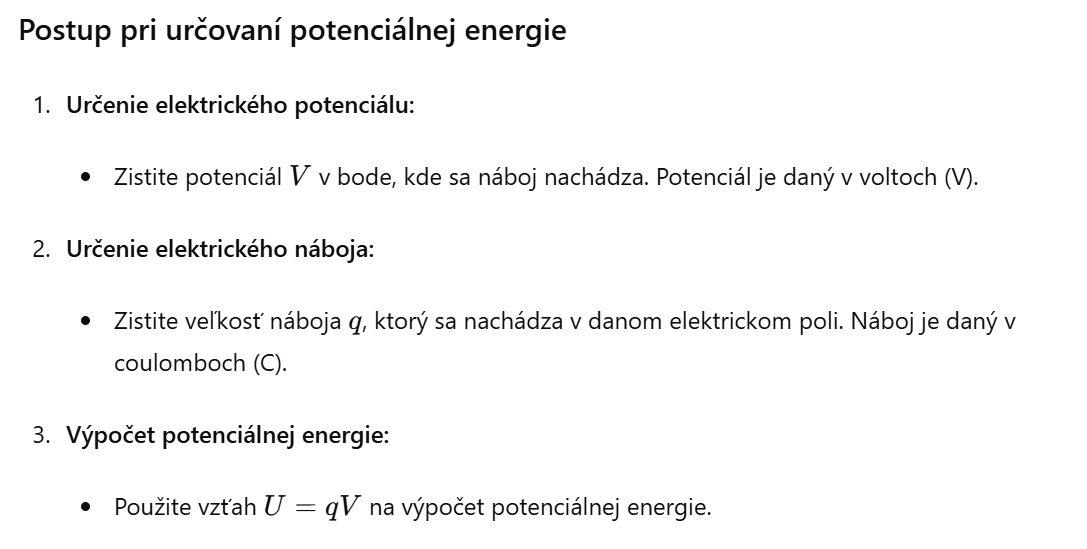 Postup pri určovaní potenciálnej energie
1. Určenie elektrického potenciálu:
• Zistite potenciál V v bode, kde sa náboj nachádza. Potenciál je daný v voltoch (V).
2. Určenie elektrického náboja:
• Zistite veľkosť náboja q, ktorý sa nachádza v danom elektrickom poli. Náboj je daný v
coulomboch (C).
3. Výpočet potenciálnej energie:
• Použite vzťah U = qV na výpočet potenciálnej energie.